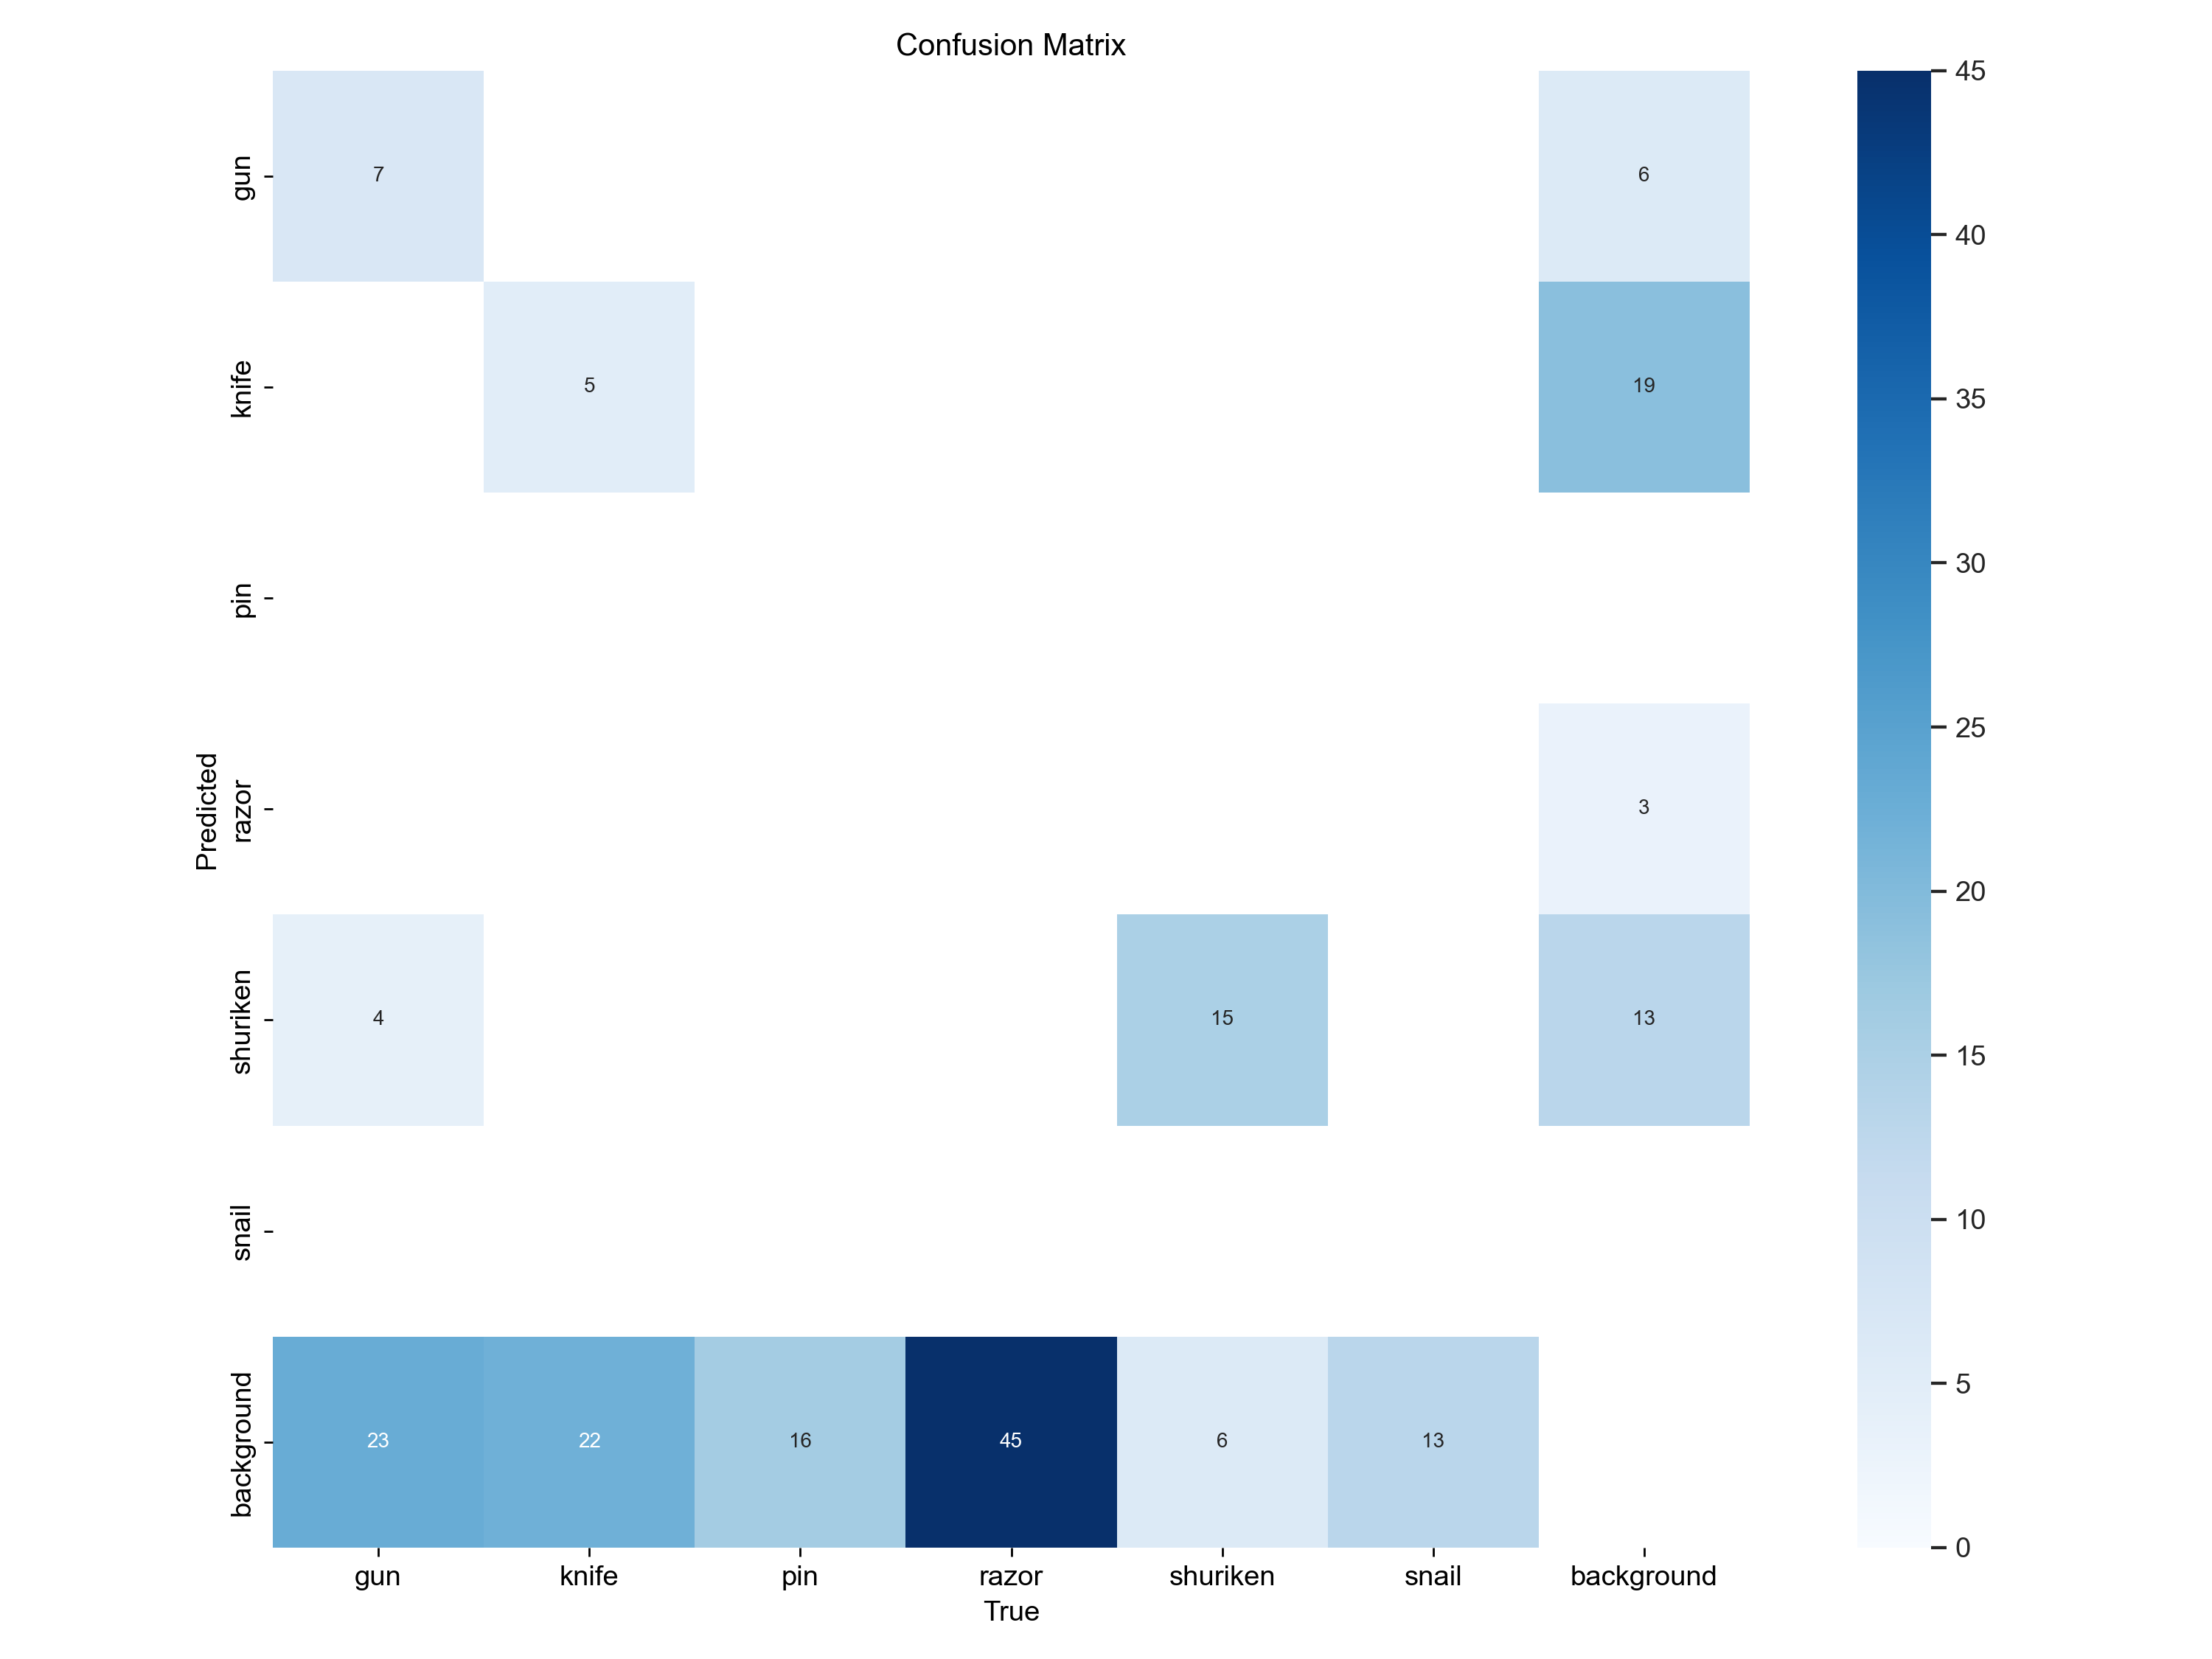 Confusion Matrix
gun
7
6
knife
5
19
pin
razor
3
shuriken
4
15
13
snail
background
23
22
16
45
6
13
gun
knife
pin
razor
shuriken
snail
background
True
Predicted
45
40
35
30
25
20
15
10
5
0